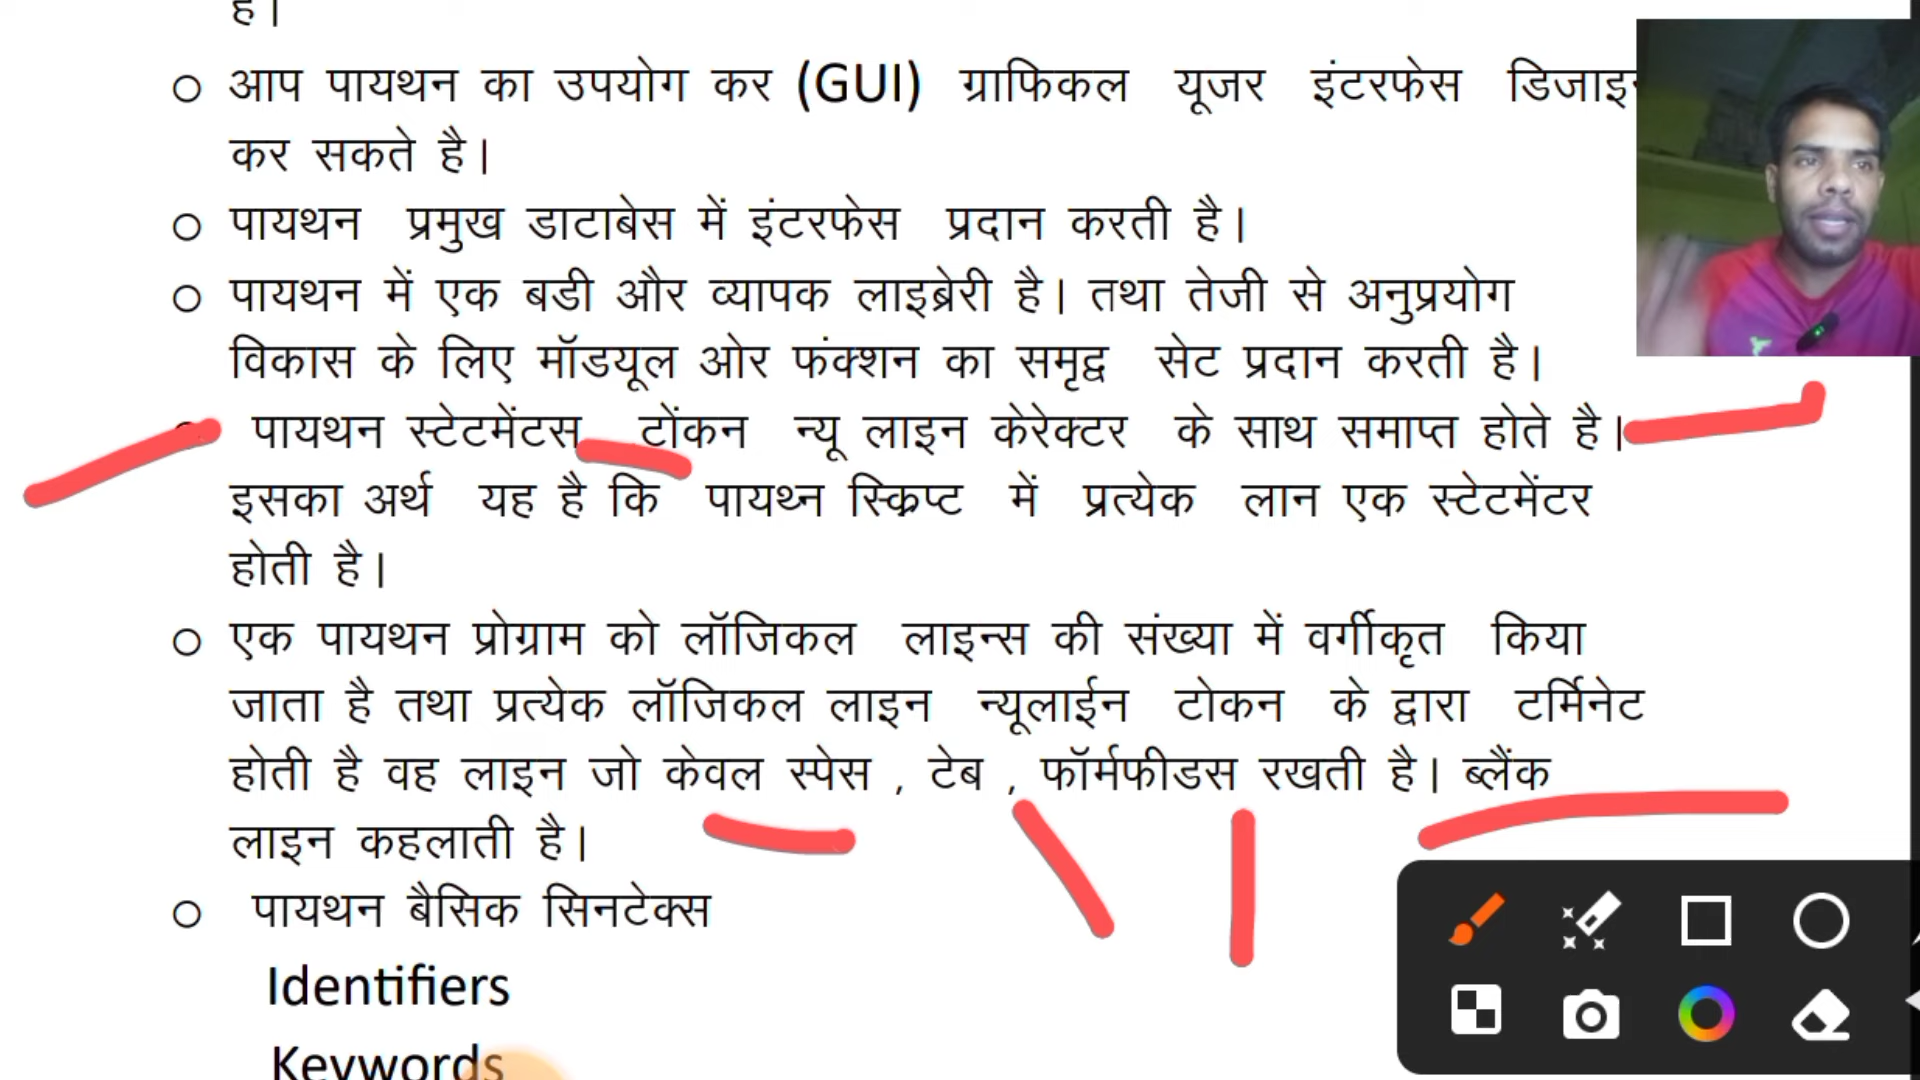 है।
आप पायथन का उपयोग कर (GUI) ग्राफिकल यूजर इंटरफेस डिजाइन
कर सकते है।
पायथन प्रमुख डाटाबेस में इंटरफेस प्रदान करती है।
पायथन में एक बडी और व्यापक लाइब्रेरी है। तथा तेजी से अनुप्रयोग
विकास के लिए मॉडयूल ओर फंक्शन का समृद्व सेट प्रदान करती है।
पायथन स्टेटमेंटस टोंकन न्यू लाइन केरेक्टर के साथ समाप्त होते है।
इसका अर्थ यह है कि पायथ्न स्क्रिप्ट में प्रत्येक लान एक स्टेटमेंटर
होती है।
एक पायथन प्रोग्राम को लॉजिकल लाइन्स की संख्या में वर्गीकृत किया
जाता है तथा प्रत्येक लॉजिकल लाइन न्यूलाईन टोकन के द्वारा टर्मिनेट
होती है वह लाइन जो केवल स्पेस , टेब , फॉर्मफीडस रखती है। ब्लैंक
लाइन कहलाती है।
पायथन बैसिक सिनटेक्स
Identifiers
Keywords